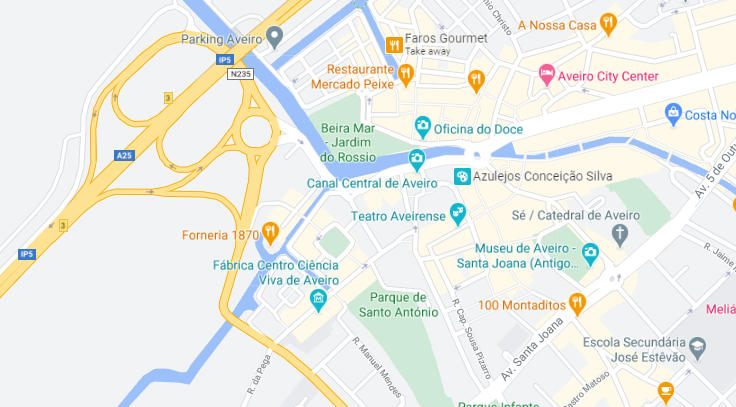 A Nossa Casa
Faros Gourmet
Take away
Parking Aveiro
IP5
N235
Restaurante
Mercado Peixe
Aveiro City Center
3
Costa No
Beira Mar
- Jardim
do Rossio
Oficina do Doce
A25
Canal Central de Aveiro
Azulejos Conceição Silva
Av. 5 de Outu
Teatro Aveirense
Sé / Catedral de Aveiro
3
Forneria 1870
IP5
Museu de Aveiro -
Santa Joana (Antigo...
R. Jaime
Fábrica Centro Ciência
Viva de Aveiro
Parque de
Santo António
100 Montaditos
Meliá
R. Cap. Sousa Pizarro
Av. Santa Joana
Escola Secundária
José Estêvão
R. da Pega
R. Manuel Mendes
Castro Matoso
Parque Infante